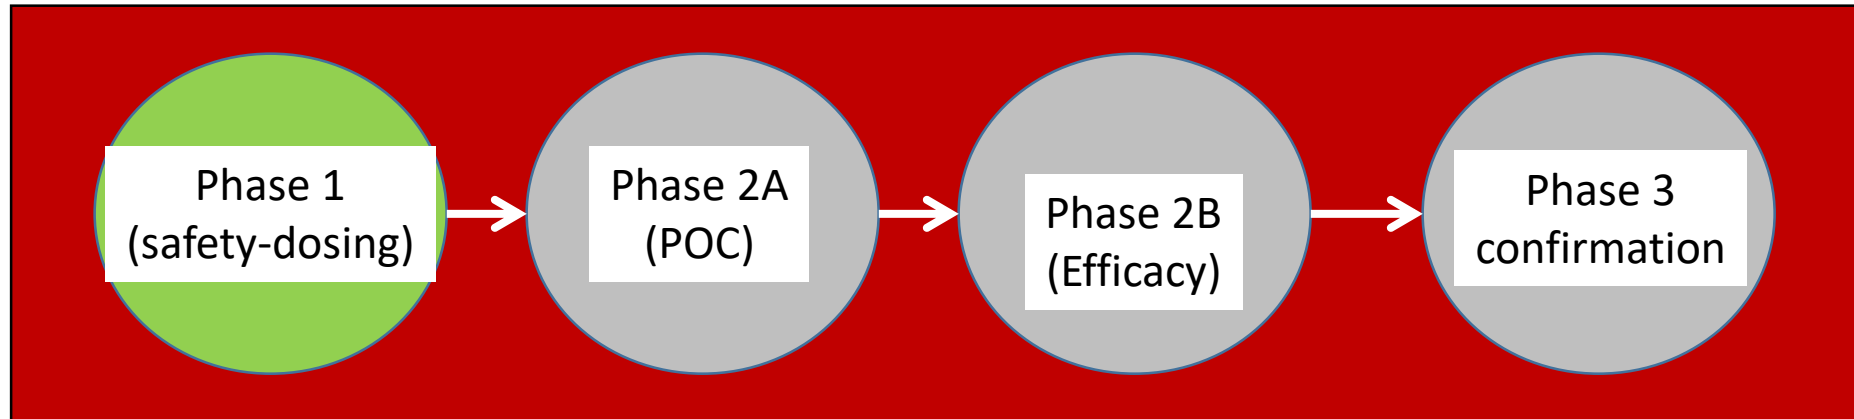 Phase 1
(safety-dosing)
Phase 2A
(POC)
Phase 2B
(Efficacy)
Phase 3
confirmation